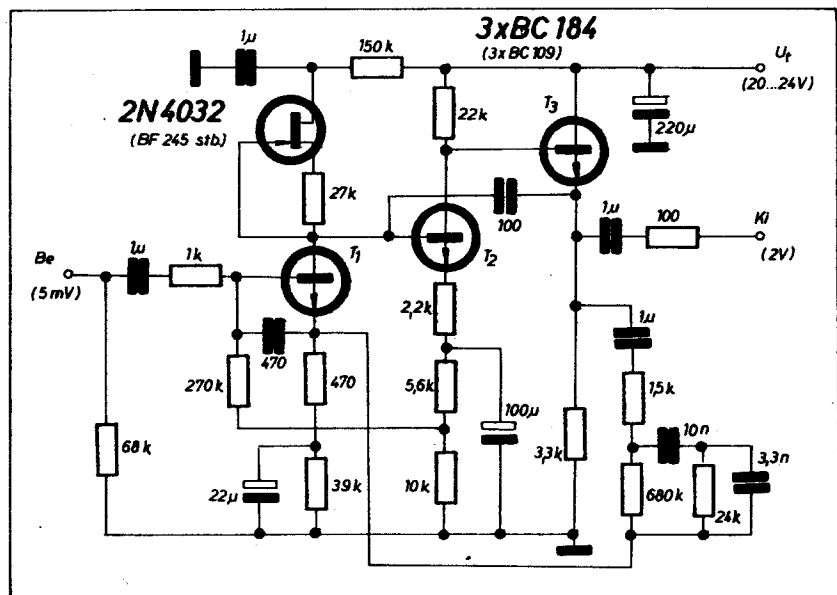 3xBC 184
(3xBC 109)
1µ
150k
Ut
(20...24V)
2N4032
(BF 245 stb.)
22k
T3
220µ
27k
100
1µ
100
Ki
(2V)
Be
(5mV)
1µ
1k
T1
T2
2,2k
1µ
470
270k
470
5,6k
100µ
1,5k
10n
68k
3,3k
3,3n
22µ
39k
10k
680k
24k